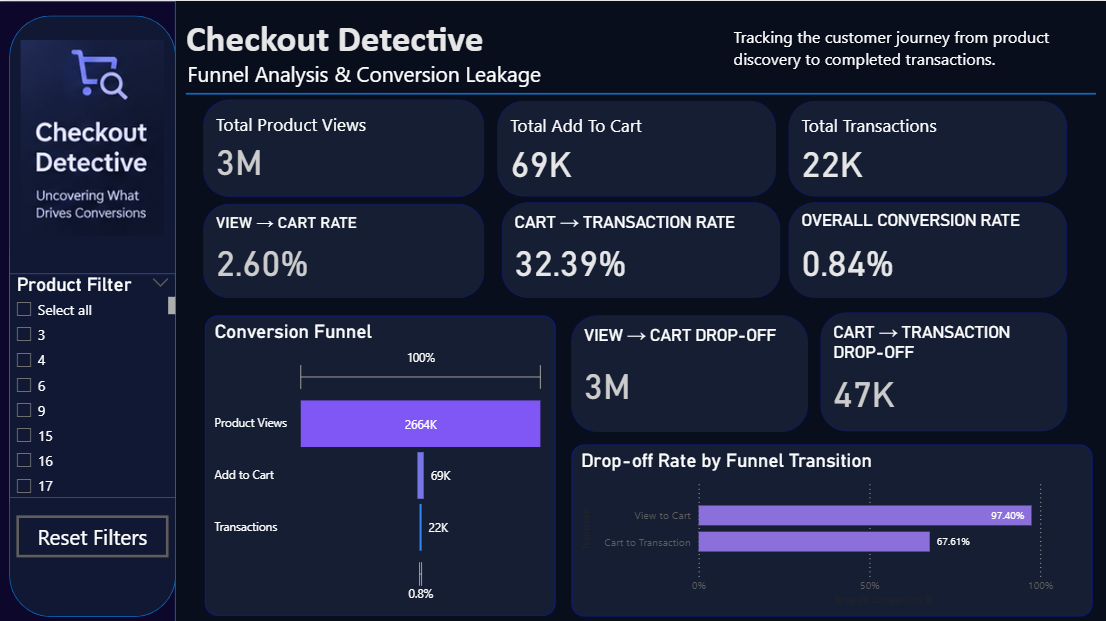 Checkout
Detective
Uncovering What
Drives Conversions
Product Filter
Select all
3
4
6
9
15
16
17
Reset Filters
Checkout Detective
Funnel Analysis & Conversion Leakage
Tracking the customer journey from product
discovery to completed transactions.
Total Product Views
3M
Total Add To Cart
69K
Total Transactions
22K
VIEW → CART RATE
2.60%
CART → TRANSACTION RATE
32.39%
OVERALL CONVERSION RATE
0.84%
Conversion Funnel
100%
Product Views
2664K
Add to Cart
69K
Transactions
22K
0.8%
VIEW → CART DROP-OFF
3M
CART → TRANSACTION
DROP-OFF
47K
Drop-off Rate by Funnel Transition
View to Cart
97.40%
Cart to Transaction
67.61%
0%
50%
100%